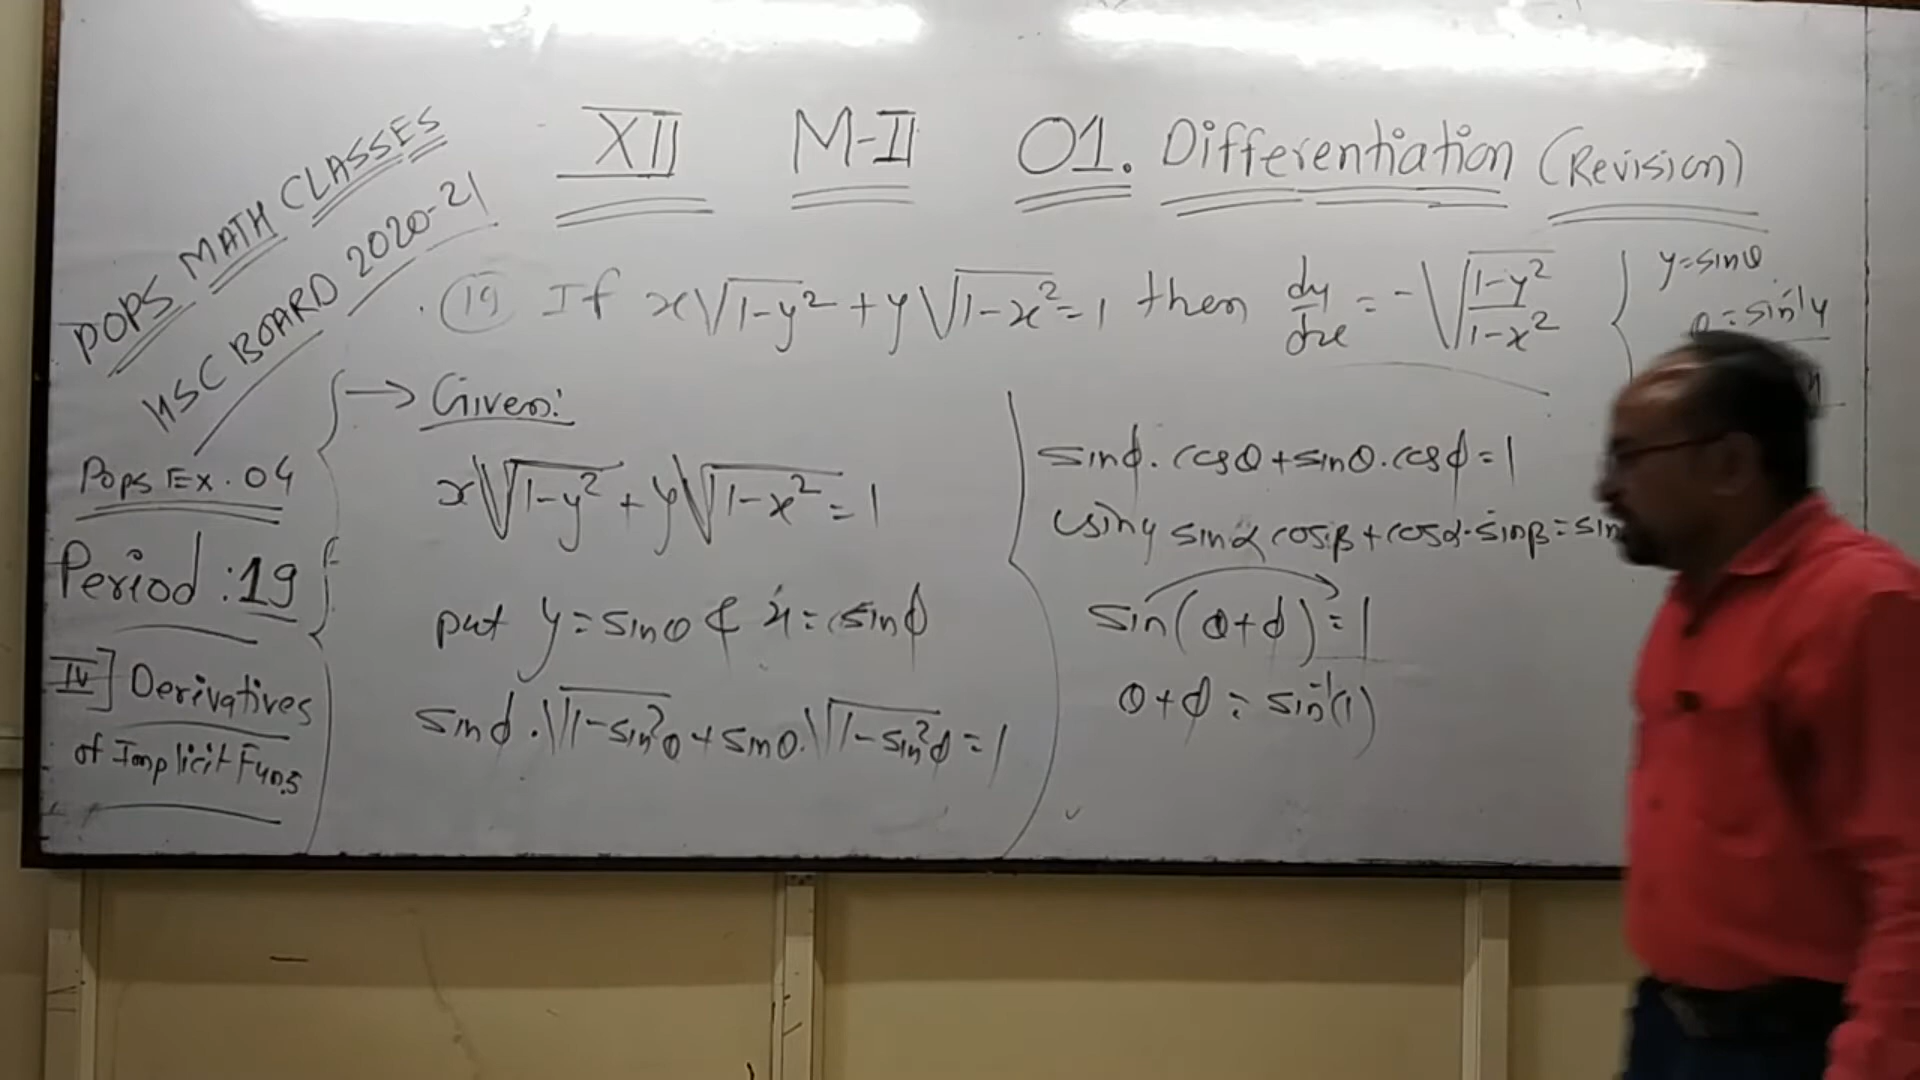 POPS MATH CLASSES
HSC BOARD 2020-21
XII M-II 01. Differentiation (Revision)
(19) If x√(1-y²) + y√(1-x²) = 1 then dy/dx = -√((1-y²)/(1-x²))
y=sinθ
θ=sin⁻¹y
Pops Ex. 04
Period : 19
IV] Derivatives
of Implicit Funs
→ Given:
x√(1-y²) + y√(1-x²) = 1
put y = sinθ & x = sinϕ
sinϕ.√(1-sin²θ) + sinθ.√(1-sin²ϕ) = 1
sinϕ.cosθ+sinθ.cosϕ=1
using sinα cosβ+cosα.sinβ=sin
sin(θ+ϕ)=1
θ+ϕ = sin⁻¹(1)